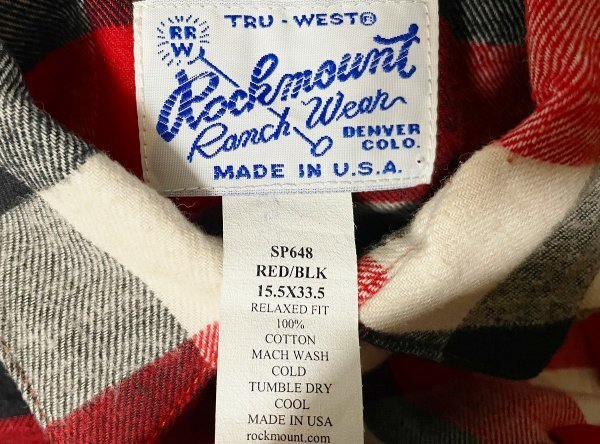 TRU-WEST®
RR
W
Rockmount
Ranch Wear
DENVER
COLO.
MADE IN U.S.A.
SP648
RED/BLK
15.5X33.5
RELAXED FIT
100%
COTTON
MACH WASH
COLD
TUMBLE DRY
COOL
MADE IN USA
rockmount.com